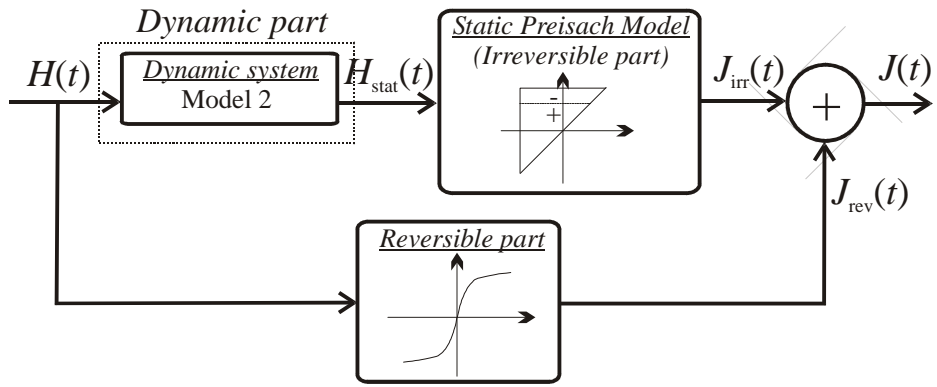 Dynamic part
H(t)
Dynamic system
Model 2
H_stat(t)
Static Preisach Model
(Irreversible part)
-
+
J_irr(t)
+
J(t)
J_rev(t)
Reversible part